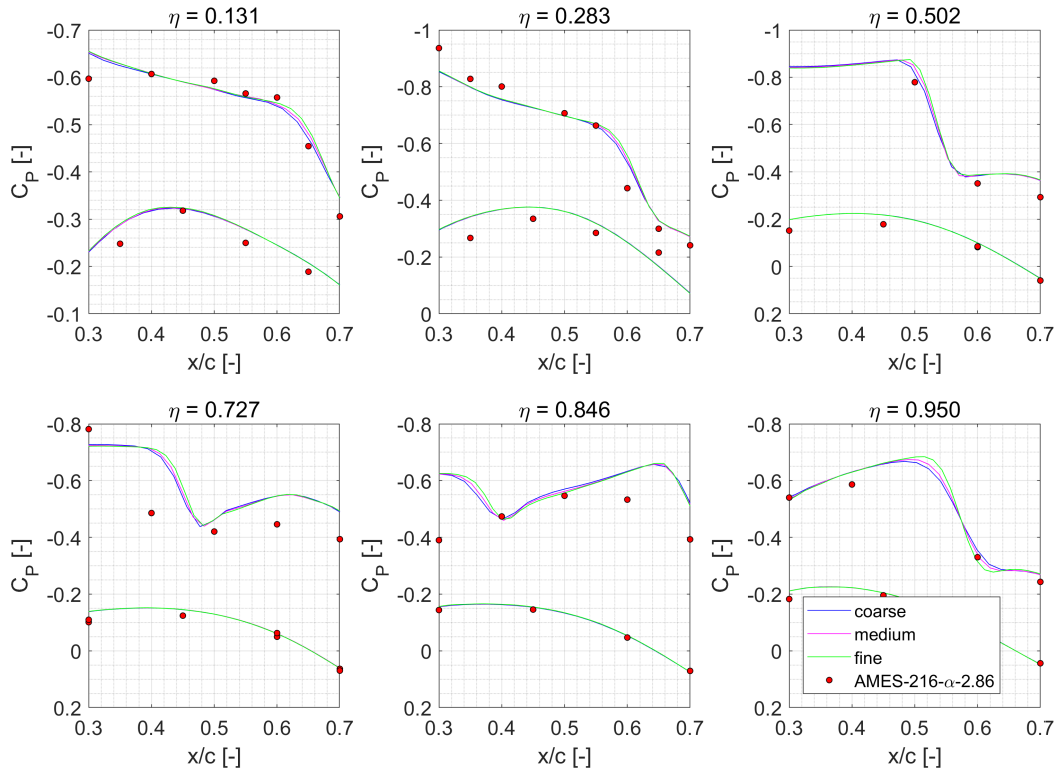 η = 0.131
-0.7
-0.6
-0.5
-0.4
-0.3
-0.2
-0.1
C_P [-]
0.3 0.4 0.5 0.6 0.7
x/c [-]
η = 0.283
-1
-0.8
-0.6
-0.4
-0.2
0
C_P [-]
0.3 0.4 0.5 0.6 0.7
x/c [-]
η = 0.502
-1
-0.8
-0.6
-0.4
-0.2
0
0.2
C_P [-]
0.3 0.4 0.5 0.6 0.7
x/c [-]
η = 0.727
-0.8
-0.6
-0.4
-0.2
0
0.2
C_P [-]
0.3 0.4 0.5 0.6 0.7
x/c [-]
η = 0.846
-0.8
-0.6
-0.4
-0.2
0
0.2
C_P [-]
0.3 0.4 0.5 0.6 0.7
x/c [-]
η = 0.950
-0.8
-0.6
-0.4
-0.2
0
0.2
C_P [-]
0.3 0.4 0.5 0.6 0.7
x/c [-]
coarse
medium
fine
AMES-216-α-2.86